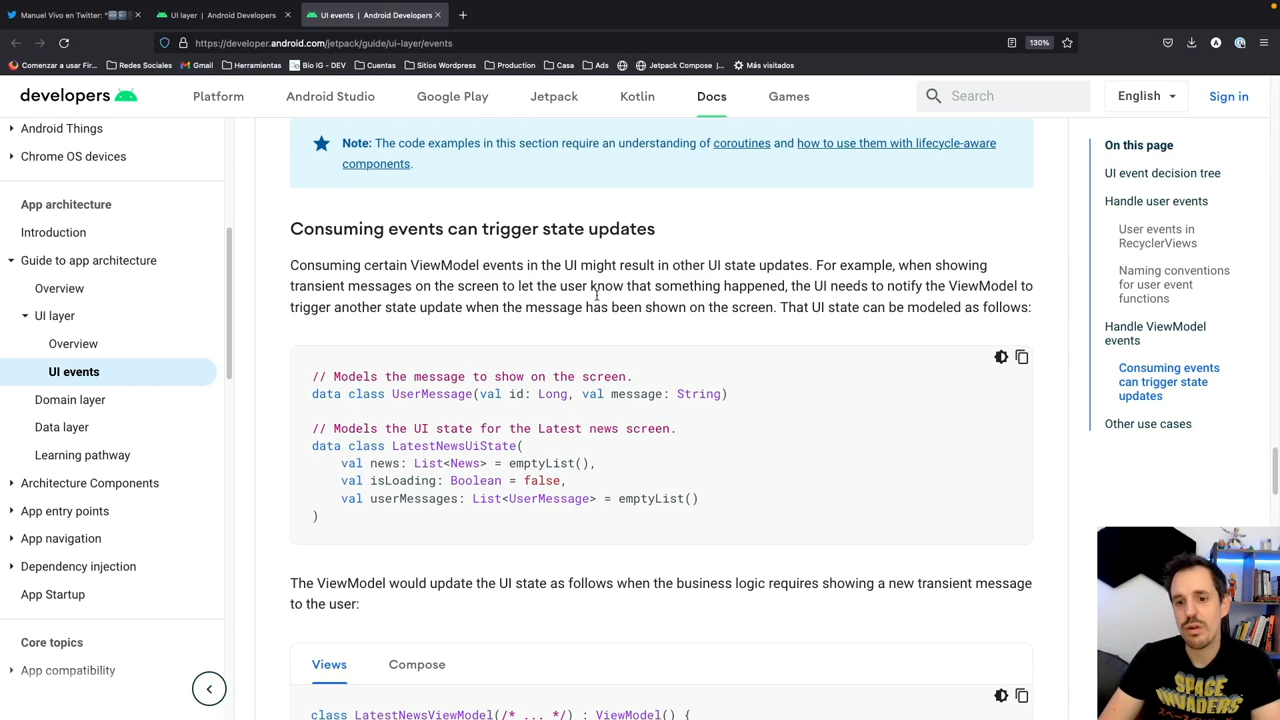 Manuel Vivo en Twitter: "
UI layer | Android Developers
UI events | Android Developers
https://developer.android.com/jetpack/guide/ui-layer/events
130%
Comenzar a usar Fir...
Redes Sociales
Gmail
Herramientas
Bio IG - DEV
Cuentas
Sitios Wordpress
Production
Casa
Ads
Jetpack Compose |...
Más visitados
developers
Platform
Android Studio
Google Play
Jetpack
Kotlin
Docs
Games
Search
English
Sign in
Android Things
Chrome OS devices
App architecture
Introduction
Guide to app architecture
Overview
UI layer
Overview
UI events
Domain layer
Data layer
Learning pathway
Architecture Components
App entry points
App navigation
Dependency injection
App Startup
Core topics
App compatibility
Note: The code examples in this section require an understanding of coroutines and how to use them with lifecycle-aware
components.
Consuming events can trigger state updates
Consuming certain ViewModel events in the UI might result in other UI state updates. For example, when showing
transient messages on the screen to let the user know that something happened, the UI needs to notify the ViewModel to
trigger another state update when the message has been shown on the screen. That UI state can be modeled as follows:
// Models the message to show on the screen.
data class UserMessage(val id: Long, val message: String)
// Models the UI state for the Latest news screen.
data class LatestNewsUiState(
val news: List<News> = emptyList(),
val isLoading: Boolean = false,
val userMessages: List<UserMessage> = emptyList()
)
The ViewModel would update the UI state as follows when the business logic requires showing a new transient message
to the user:
Views
Compose
class LatestNewsViewModel(/* ... */) : ViewModel() {
On this page
UI event decision tree
Handle user events
User events in
RecyclerViews
Naming conventions
for user event
functions
Handle ViewModel
events
Consuming events
can trigger state
updates
Other use cases
SPACE
INVADERS